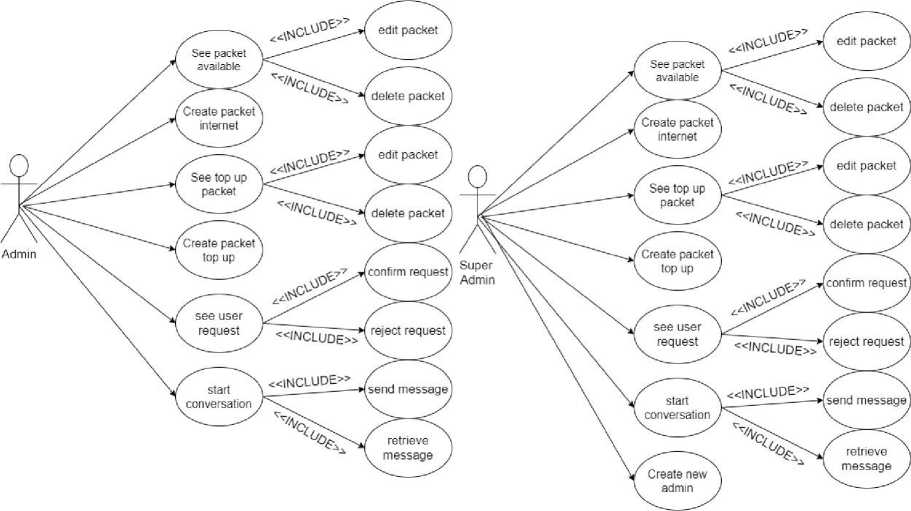 <<INCLUDE>>
edit packet
See packet
available
<<INCLUDE>>
delete packet
Create packet
internet
<<INCLUDE>>
edit packet
See top up
packet
<<INCLUDE>>
delete packet
Admin
Create packet
top up
<<INCLUDE>>
confirm request
see user
request
<<INCLUDE>>
reject request
start
conversation
<<INCLUDE>>
send message
<<INCLUDE>>
retrieve
message
<<INCLUDE>>
edit packet
See packet
available
<<INCLUDE>>
delete packet
Create packet
internet
<<INCLUDE>>
edit packet
See top up
packet
<<INCLUDE>>
delete packet
Super
Admin
Create packet
top up
<<INCLUDE>>
confirm request
see user
request
<<INCLUDE>>
reject request
start
conversation
<<INCLUDE>>
send message
<<INCLUDE>>
retrieve
message
Create new
admin